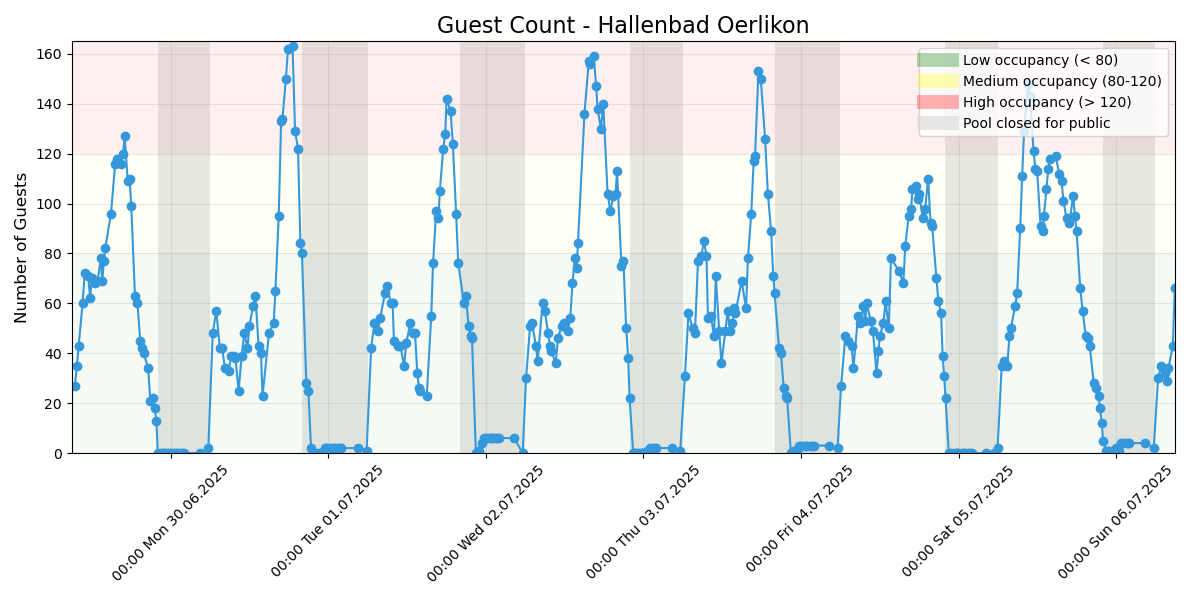 Guest Count - Hallenbad Oerlikon
Number of Guests
160
140
120
100
80
60
40
20
0
Low occupancy (< 80)
Medium occupancy (80-120)
High occupancy (> 120)
Pool closed for public
00:00 Mon 30.06.2025
00:00 Tue 01.07.2025
00:00 Wed 02.07.2025
00:00 Thu 03.07.2025
00:00 Fri 04.07.2025
00:00 Sat 05.07.2025
00:00 Sun 06.07.2025